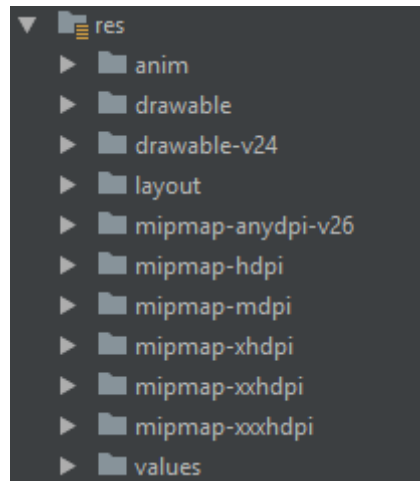 res
anim
drawable
drawable-v24
layout
mipmap-anydpi-v26
mipmap-hdpi
mipmap-mdpi
mipmap-xhdpi
mipmap-xxhdpi
mipmap-xxxhdpi
values